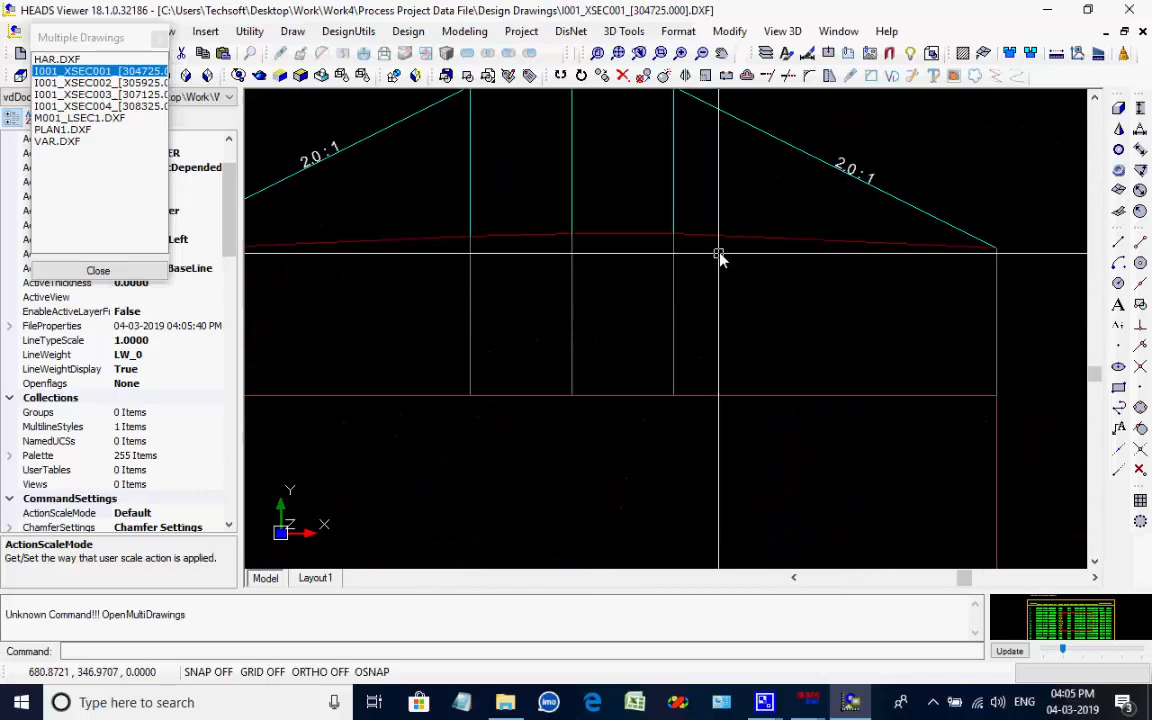 HEADS Viewer 18.1.0.32186 - [C:\Users\Techsoft\Desktop\Work\Work4\Process Project Data File\Design Drawings\I001_XSEC001_[304725.000].DXF]
Multiple Drawings
Insert Utility Draw DesignUtils Design Project DisNet 3D Tools Format Modelling Modify View 3D Window Help
HAR.DXF
I001_XSEC001_[304725.0
I001_XSEC002_[305925.0
I001_XSEC003_[307125.0
I001_XSEC004_[308325.0
M001_LSEC1.DXF
PLAN1.DXF
VAR.DXF
Close
vdDoc
top\Work\W
ER
tDepended
er
Left
BaseLine
ActiveThickness 0.0000
ActiveView
EnableActiveLayerFi False
FileProperties 04-03-2019 04:05:40 PM
LineTypeScale 1.0000
LineWeight LW_0
LineWeightDisplay True
Openflags None
Collections
Groups 0 Items
MultilineStyles 1 Items
NamedUCSs 0 Items
Palette 255 Items
UserTables 0 Items
Views 0 Items
CommandSettings
ActionScaleMode Default
ChamferSettings Chamfer Settings
ActionScaleMode
Get/Set the way that user scale action is applied.
2.0 : 1
2.0 : 1
Y
Z
X
Model Layout1
Unknown Command!!! OpenMultiDrawings
Command:
Update
680.8721 , 346.9707, 0.0000 SNAP OFF GRID OFF ORTHO OFF OSNAP
Type here to search
ENG
04:05 PM
04-03-2019
3